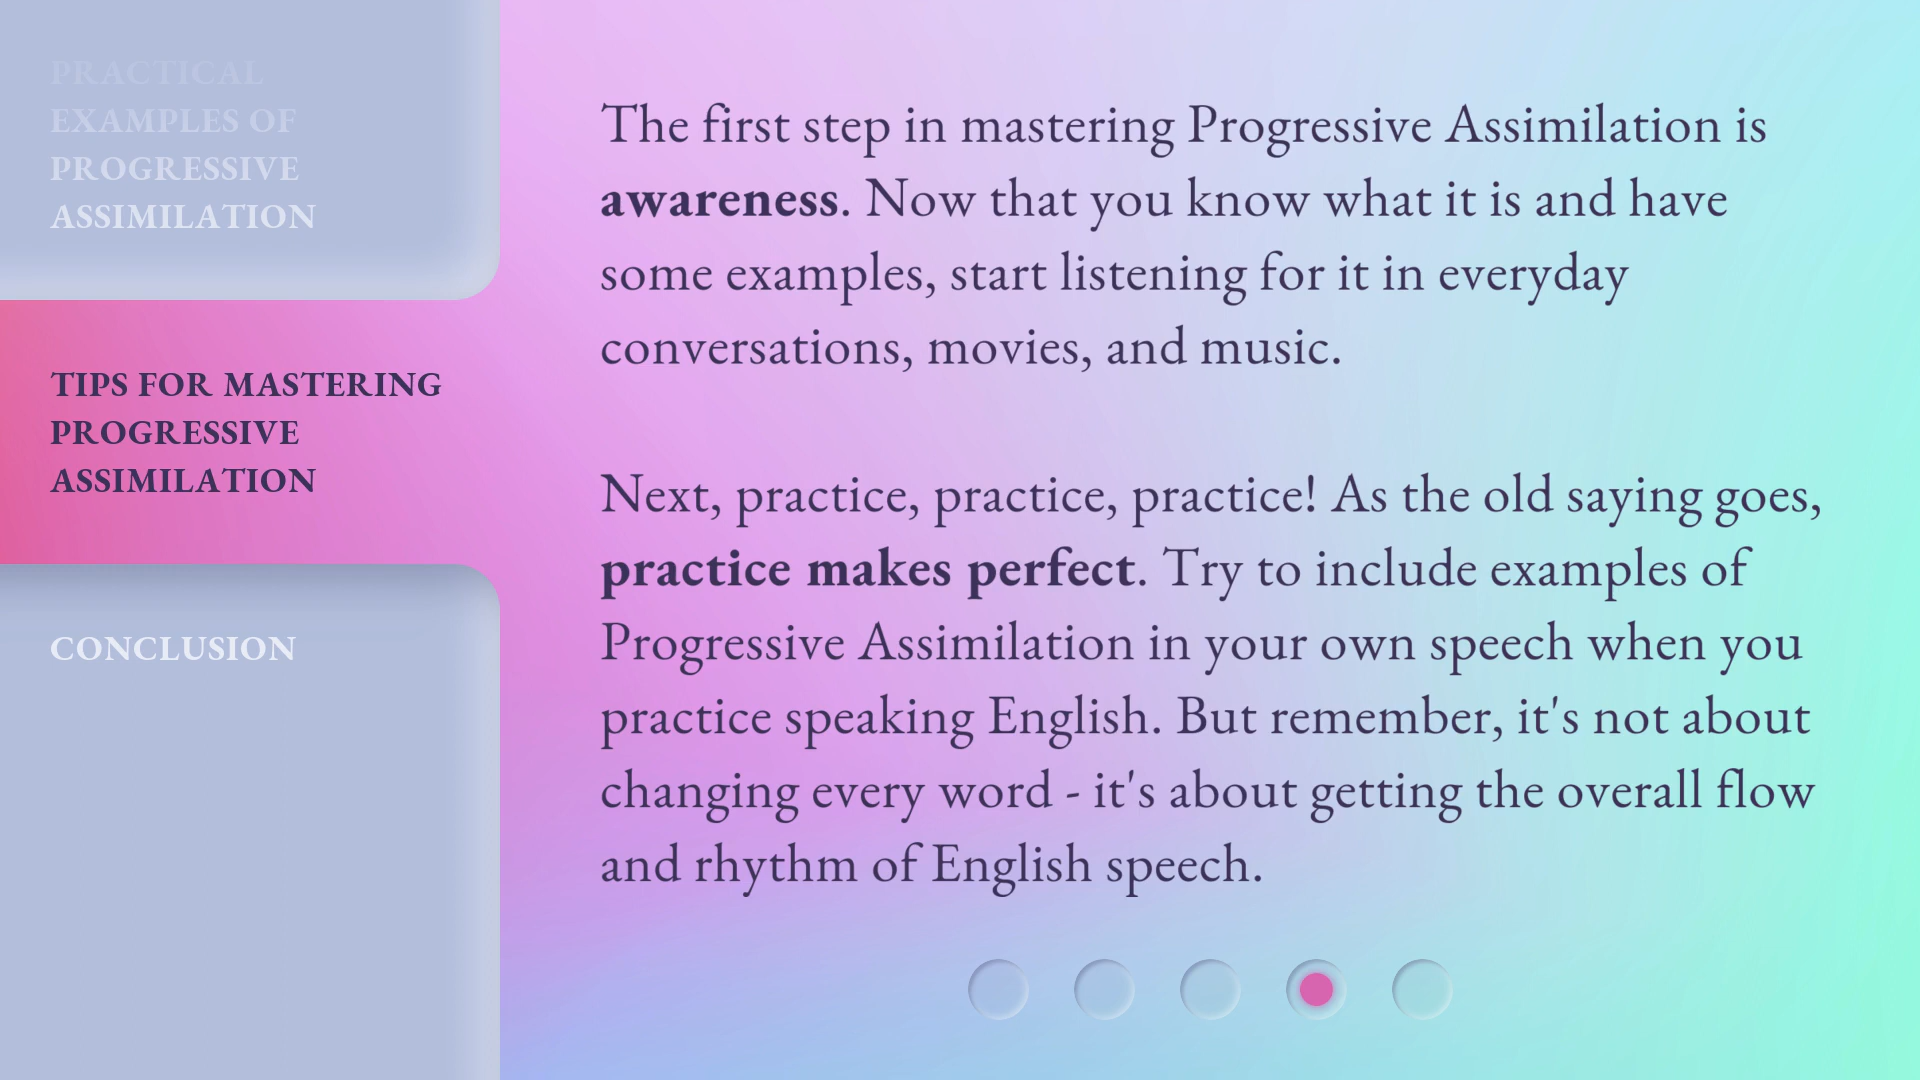 PRACTICAL
EXAMPLES OF
PROGRESSIVE
ASSIMILATION
TIPS FOR MASTERING
PROGRESSIVE
ASSIMILATION
CONCLUSION
The first step in mastering Progressive Assimilation is
awareness. Now that you know what it is and have
some examples, start listening for it in everyday
conversations, movies, and music.
Next, practice, practice, practice! As the old saying goes,
practice makes perfect. Try to include examples of
Progressive Assimilation in your own speech when you
practice speaking English. But remember, it's not about
changing every word - it's about getting the overall flow
and rhythm of English speech.